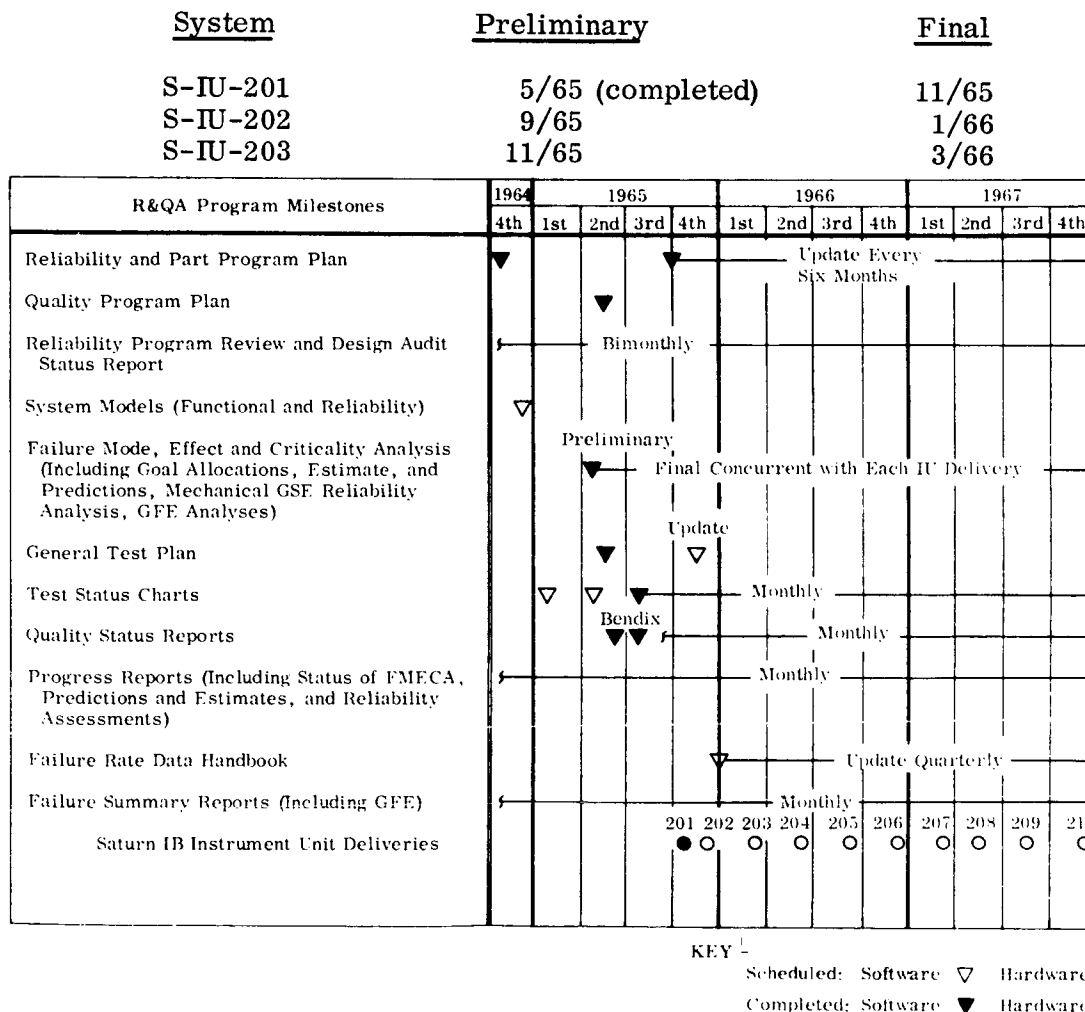 System Preliminary Final
S-IU-201 5/65 (completed) 11/65
S-IU-202 9/65 1/66
S-IU-203 11/65 3/66
R&QA Program Milestones 1964 1965 1966 1967
4th 1st 2nd 3rd 4th 1st 2nd 3rd 4th 1st 2nd 3rd 4th
Reliability and Part Program Plan Update Every
Six Months
Quality Program Plan
Reliability Program Review and Design Audit Bimonthly
Status Report
System Models (Functional and Reliability)
Preliminary
Failure Mode, Effect and Criticality Analysis
(Including Goal Allocations, Estimate, and Final Concurrent with Each IU Delivery
Predictions, Mechanical GSE Reliability
Analysis, GFE Analyses)
Update
General Test Plan
Test Status Charts Monthly
Bendix
Quality Status Reports Monthly
Progress Reports (Including Status of FMECA, Monthly
Predictions and Estimates, and Reliability
Assessments)
Failure Rate Data Handbook Update Quarterly
Failure Summary Reports (Including GFE) Monthly
201 202 203 204 205 206 207 208 209 21
Saturn IB Instrument Unit Deliveries
KEY
Scheduled: Software ▽ Hardware
Completed: Software ▼ Hardware